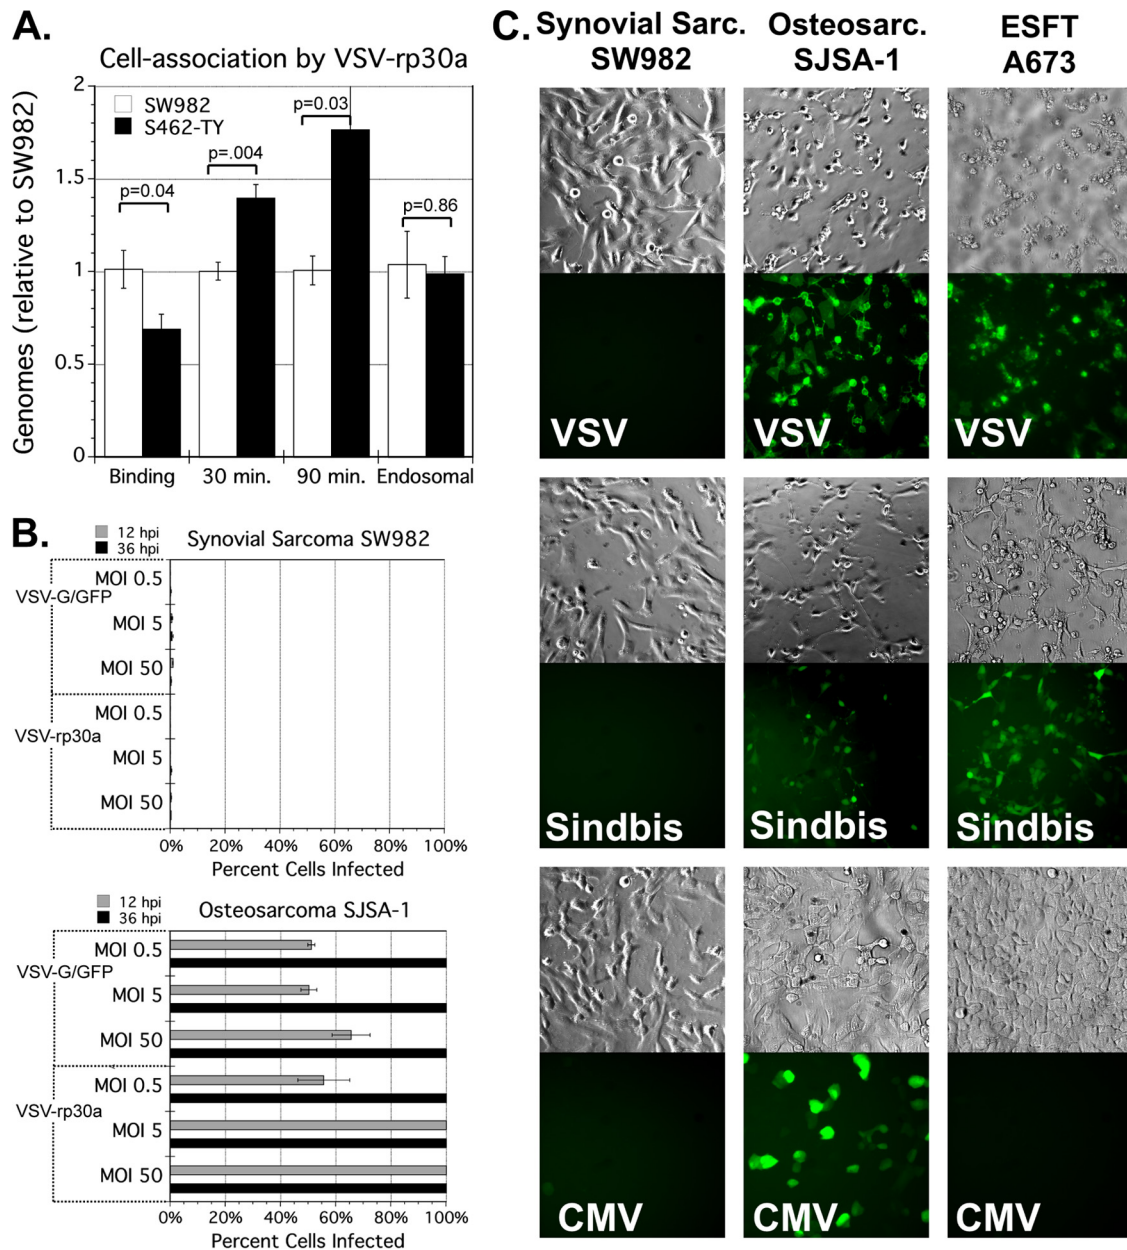 A.
Cell-association by VSV-rp30a
Genomes (relative to SW982)
2
1.5
1
0.5
0
SW982
S462-TY
p=0.04
p=.004
p=0.03
p=0.86
Binding
30 min.
90 min.
Endosomal
B.
12 hpi
36 hpi
Synovial Sarcoma SW982
VSV-G/GFP
MOI 0.5
MOI 5
MOI 50
VSV-rp30a
MOI 0.5
MOI 5
MOI 50
0% 20% 40% 60% 80% 100%
Percent Cells Infected
12 hpi
36 hpi
Osteosarcoma SJSA-1
VSV-G/GFP
MOI 0.5
MOI 5
MOI 50
VSV-rp30a
MOI 0.5
MOI 5
MOI 50
0% 20% 40% 60% 80% 100%
Percent Cells Infected
C.
Synovial Sarc.
SW982
Osteosarc.
SJSA-1
ESFT
A673
VSV
VSV
VSV
Sindbis
Sindbis
Sindbis
CMV
CMV
CMV